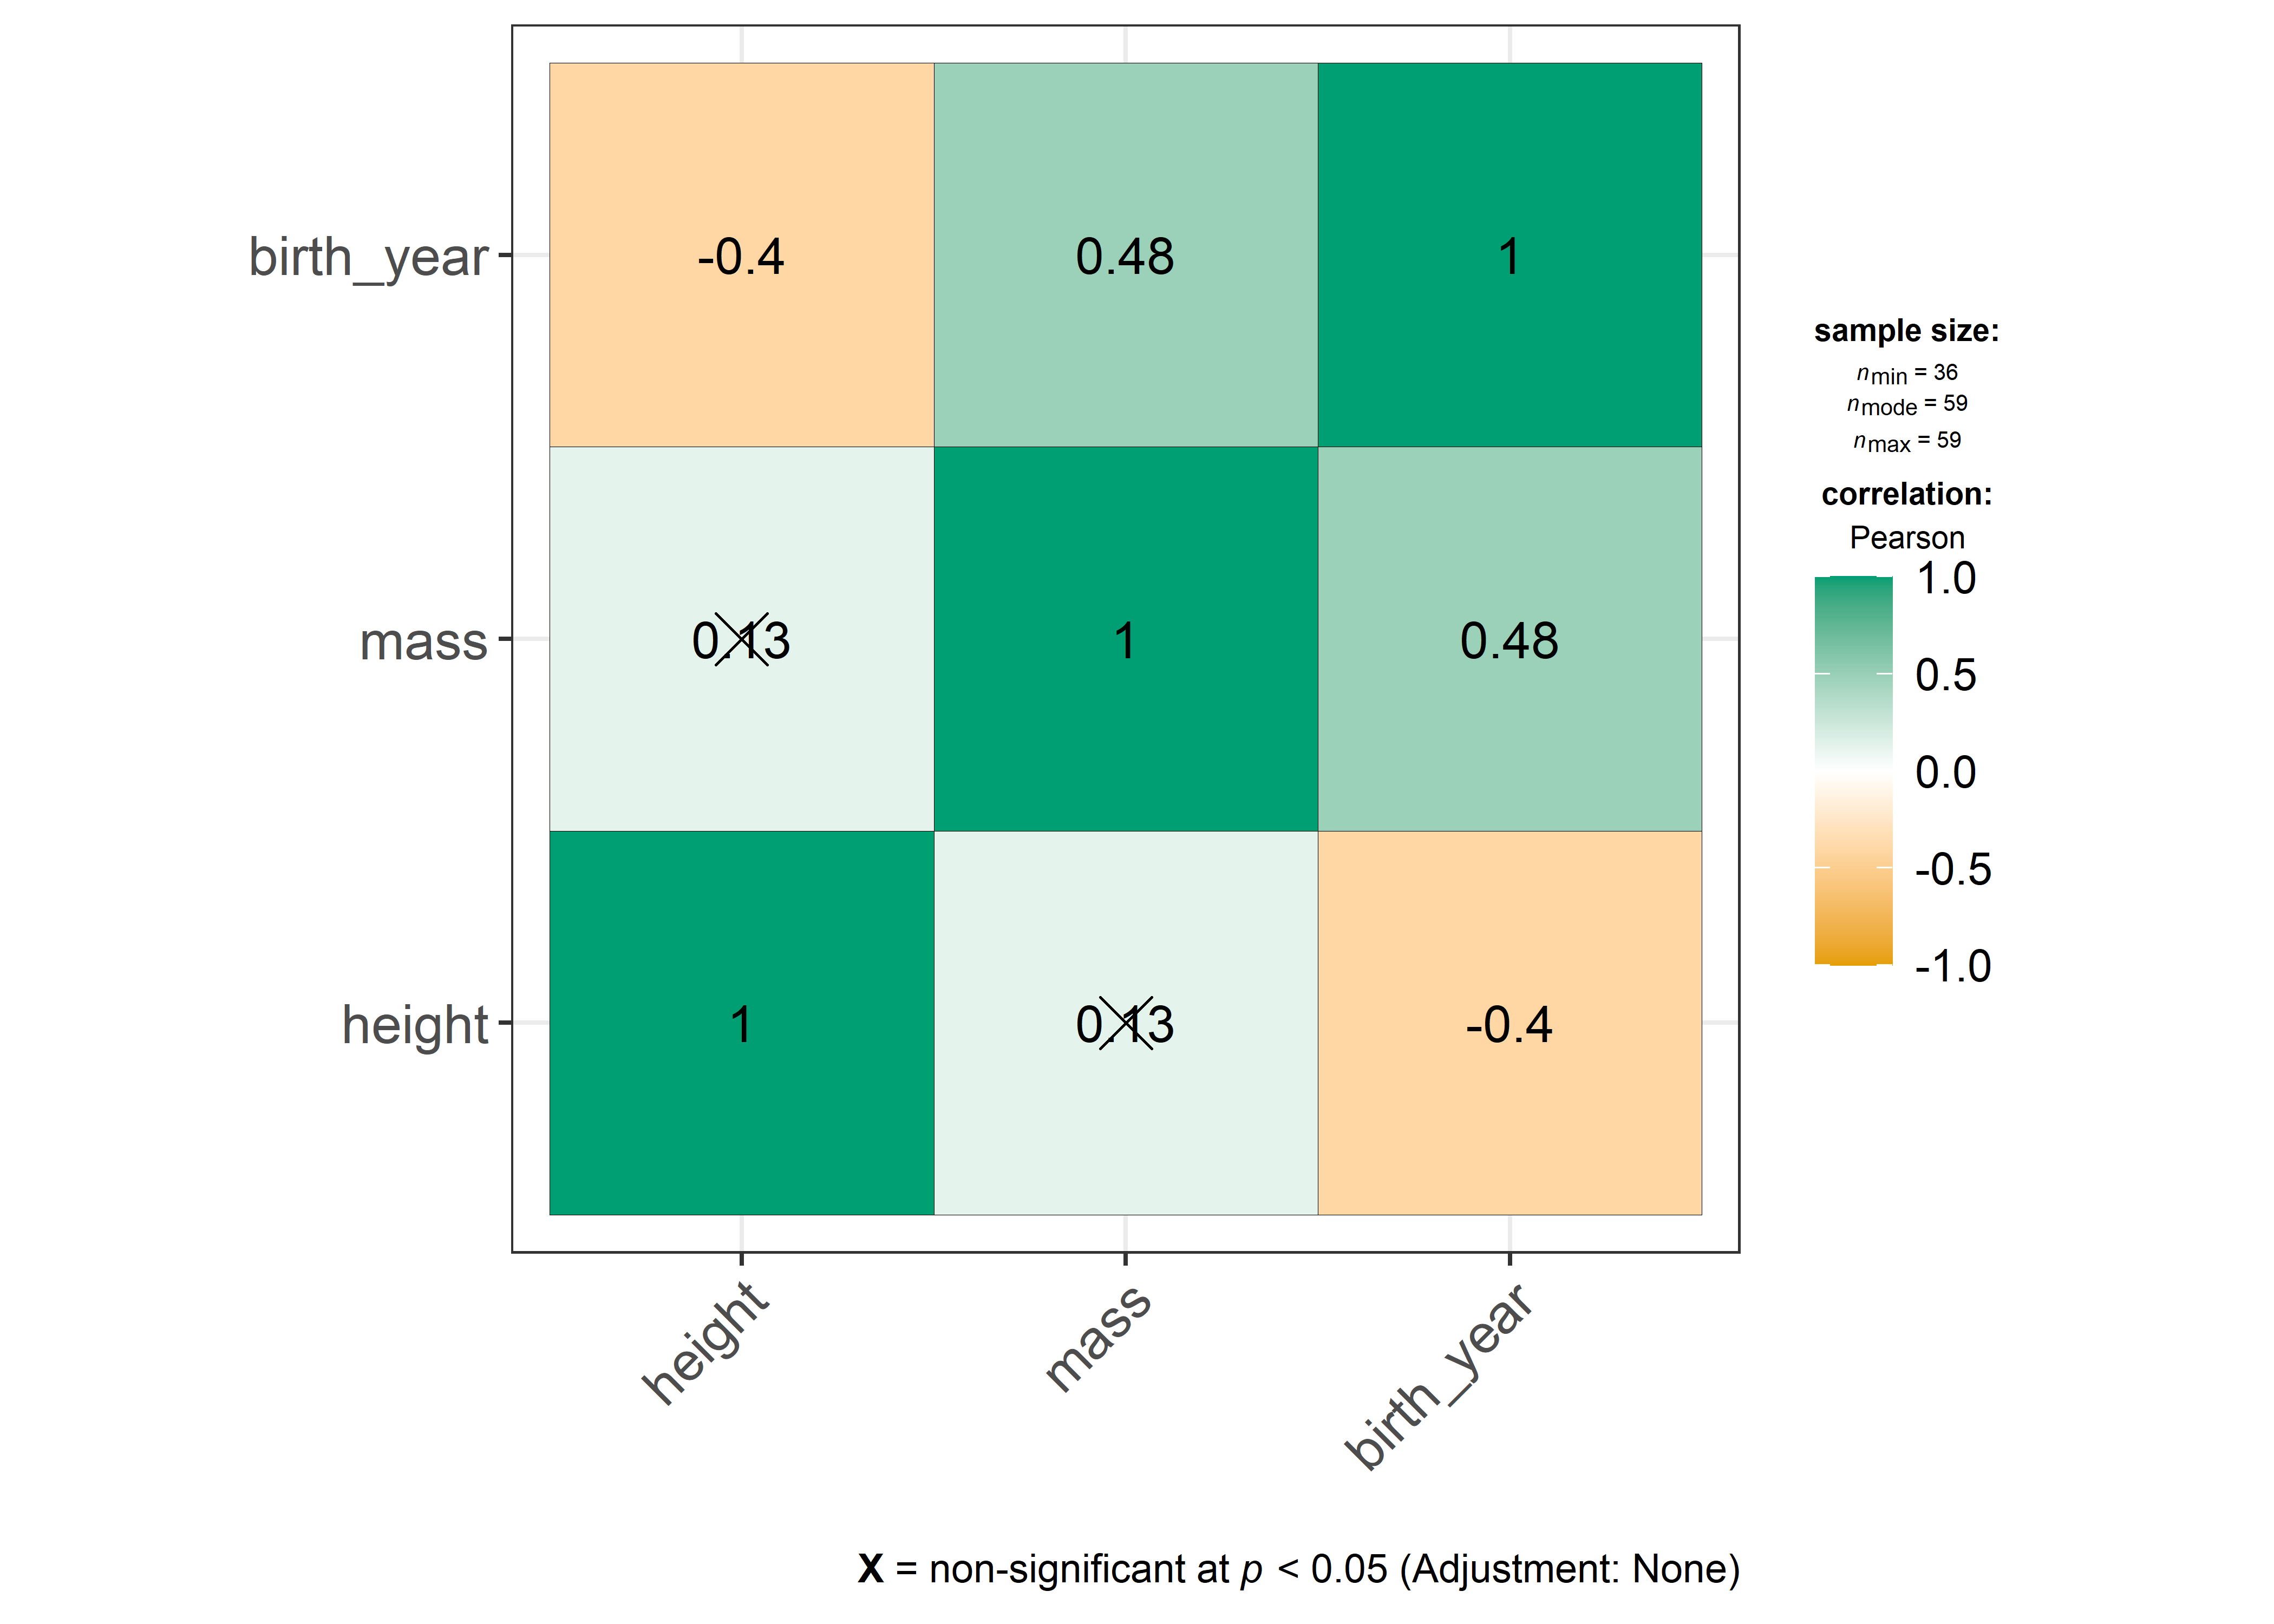 birth_year
-0.4 0.48 1
mass
0.13 1 0.48
height
1 0.13 -0.4
height mass birth_year
sample size:
nmin = 36
nmode = 59
nmax = 59
correlation:
Pearson
1.0
0.5
0.0
-0.5
-1.0
X = non-significant at p < 0.05 (Adjustment: None)